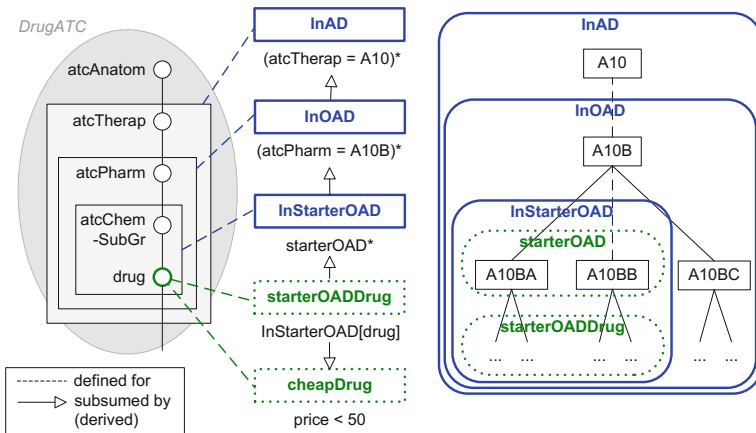 DrugATC
atcAnatom
atcTherap
atcPharm
atcChem
-SubGr
drug
defined for
subsumed by
(derived)
InAD
(atcTherap = A10)*
InOAD
(atcPharm = A10B)*
InStarterOAD
starterOAD*
starterOADDrug
InStarterOAD[drug]
cheapDrug
price < 50
InAD
A10
InOAD
A10B
InStarterOAD
starterOAD
A10BA
A10BB
A10BC
starterOADDrug
... ... ... ... ... ...